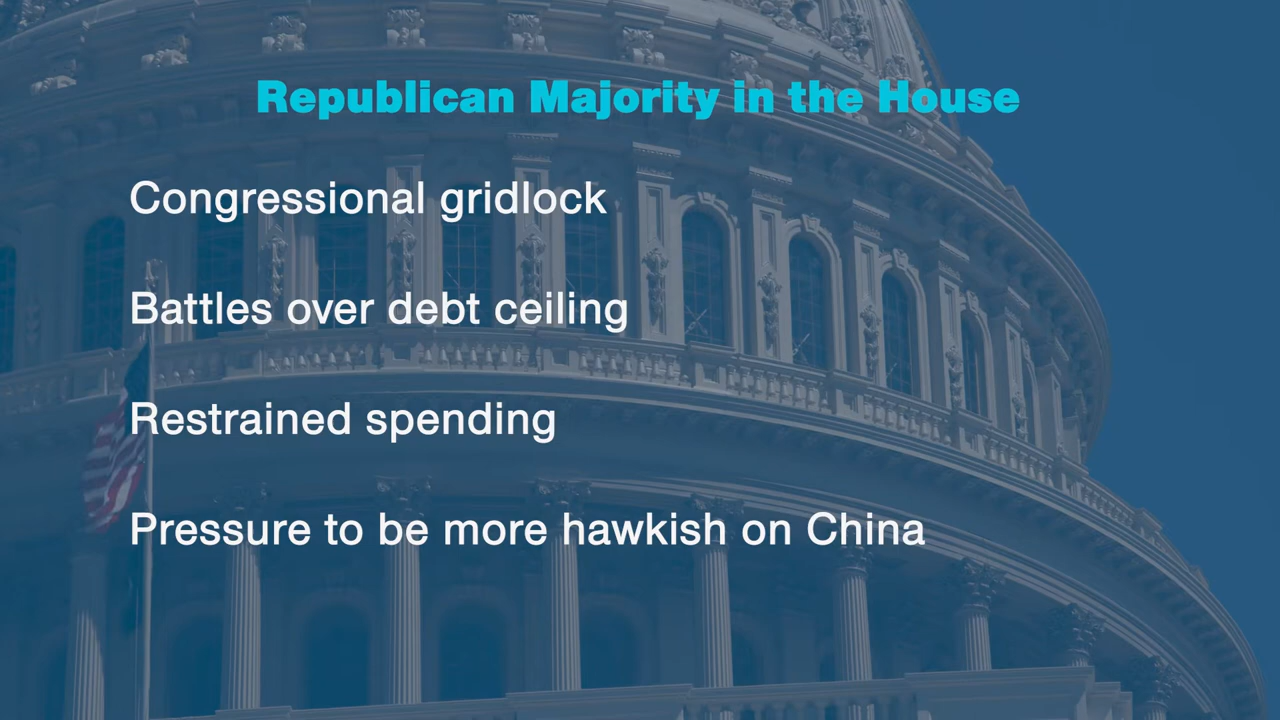 Republican Majority in the House
Congressional gridlock
Battles over debt ceiling
Restrained spending
Pressure to be more hawkish on China